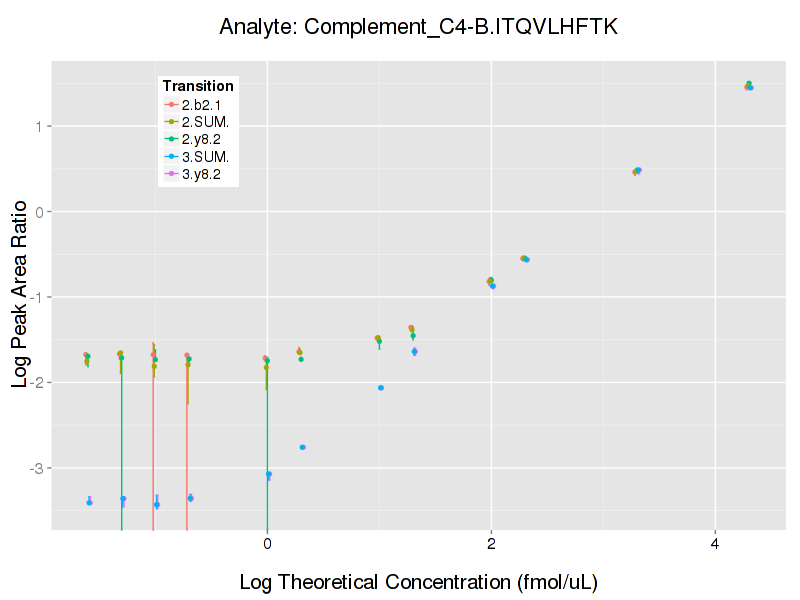 Analyte: Complement_C4-B.ITQVLHFTK
Transition
2.b2.1
2.SUM.
2.y8.2
3.SUM.
3.y8.2
Log Peak Area Ratio
1
0
-1
-2
-3
0
2
4
Log Theoretical Concentration (fmol/uL)